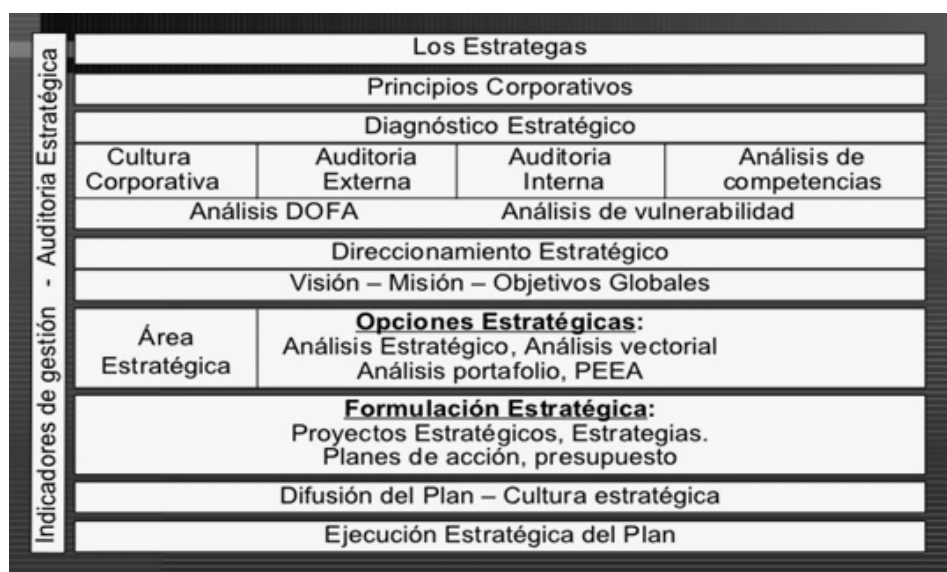 Los Estrategas
Principios Corporativos
Diagnóstico Estratégico
Cultura
Corporativa
Auditoria
Externa
Auditoria
Interna
Análisis de
competencias
Análisis DOFA
Análisis de vulnerabilidad
Direccionamiento Estratégico
Visión – Misión – Objetivos Globales
Área
Estratégica
Opciones Estratégicas:
Análisis Estratégico, Análisis vectorial
Análisis portafolio, PEEA
Formulación Estratégica:
Proyectos Estratégicos, Estrategias.
Planes de acción, presupuesto
Difusión del Plan – Cultura estratégica
Ejecución Estratégica del Plan
Indicadores de gestión - Auditoria Estratégica